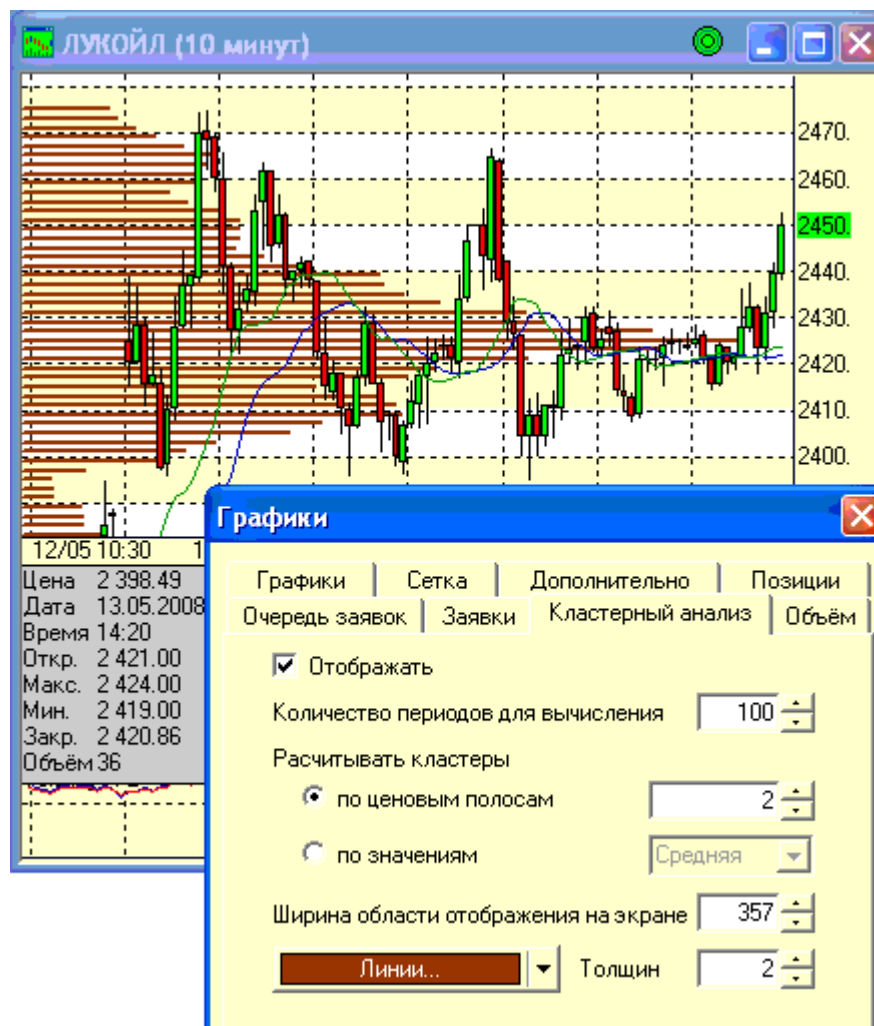 ЛУКОЙЛ (10 минут)
2470.
2460.
2450.
2440.
2430.
2420.
2410.
2400.
12/05 10:30 1
Цена 2 398.49
Дата 13.05.2008
Время 14:20
Откр. 2 421.00
Макс. 2 424.00
Мин. 2 419.00
Закр. 2 420.86
Объём 36
Графики
Графики Сетка Дополнительно Позиции
Очередь заявок Заявки Кластерный анализ Объём
Отображать
Количество периодов для вычисления 100
Расчитывать кластеры
по ценовым полосам 2
по значениям Средняя
Ширина области отображения на экране 357
Линии... Толщин 2